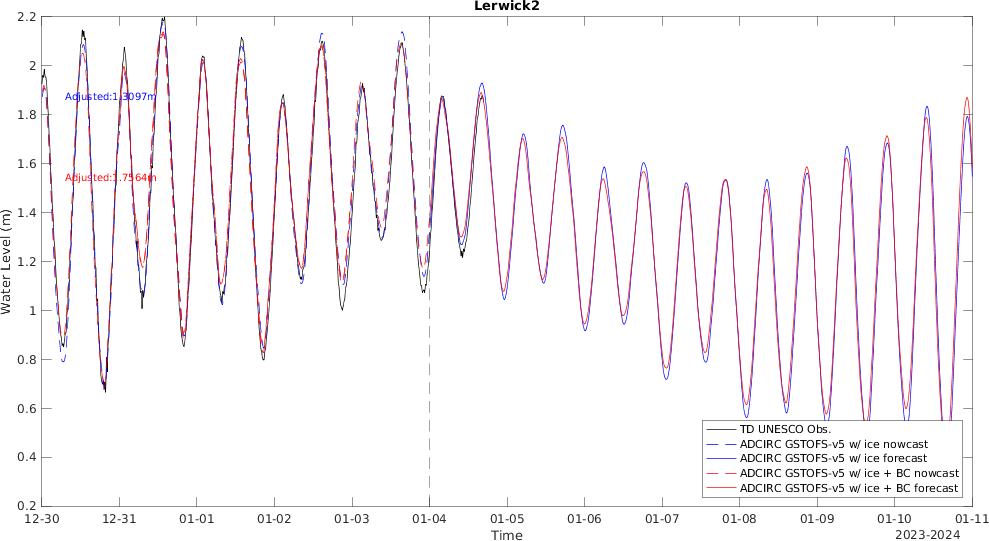 Lerwick2
2.2
2
1.8
1.6
1.4
1.2
1
0.8
0.6
0.4
0.2
Water Level (m)
Adjusted:1.3097m
Adjusted:1.7564m
TD UNESCO Obs.
ADCIRC GSTOFS-v5 w/ ice nowcast
ADCIRC GSTOFS-v5 w/ ice forecast
ADCIRC GSTOFS-v5 w/ ice + BC nowcast
ADCIRC GSTOFS-v5 w/ ice + BC forecast
12-30 12-31 01-01 01-02 01-03 01-04 01-05 01-06 01-07 01-08 01-09 01-10 01-11
Time
2023-2024